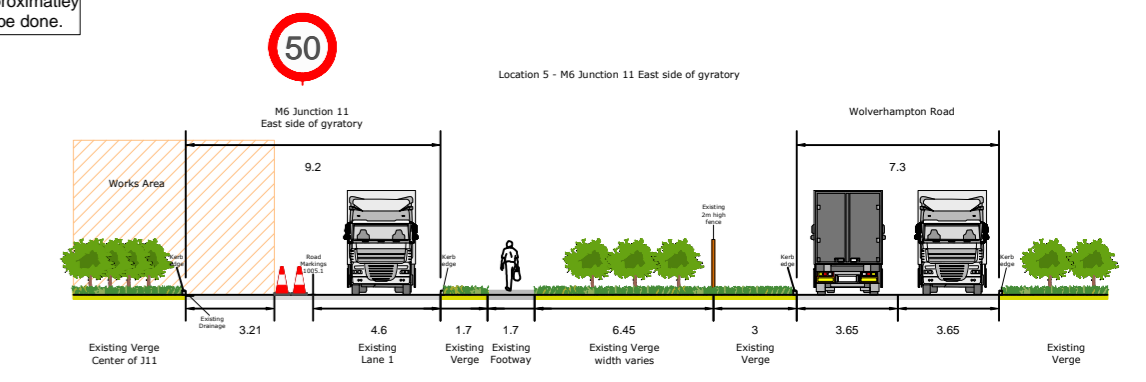 be done.
50
Location 5 - M6 Junction 11 East side of gyratory
M6 Junction 11
East side of gyratory
Wolverhampton Road
9.2
7.3
Works Area
Existing
2m high
fence
Road
Markings
1005.1
Kerb
edge
Kerb
edge
Kerb
edge
Kerb
edge
Existing
Drainage
3.21
4.6
1.7
1.7
6.45
3
3.65
3.65
Existing Verge
Center of J11
Existing
Lane 1
Existing
Verge
Existing
Footway
Existing Verge
width varies
Existing
Verge
Existing
Verge